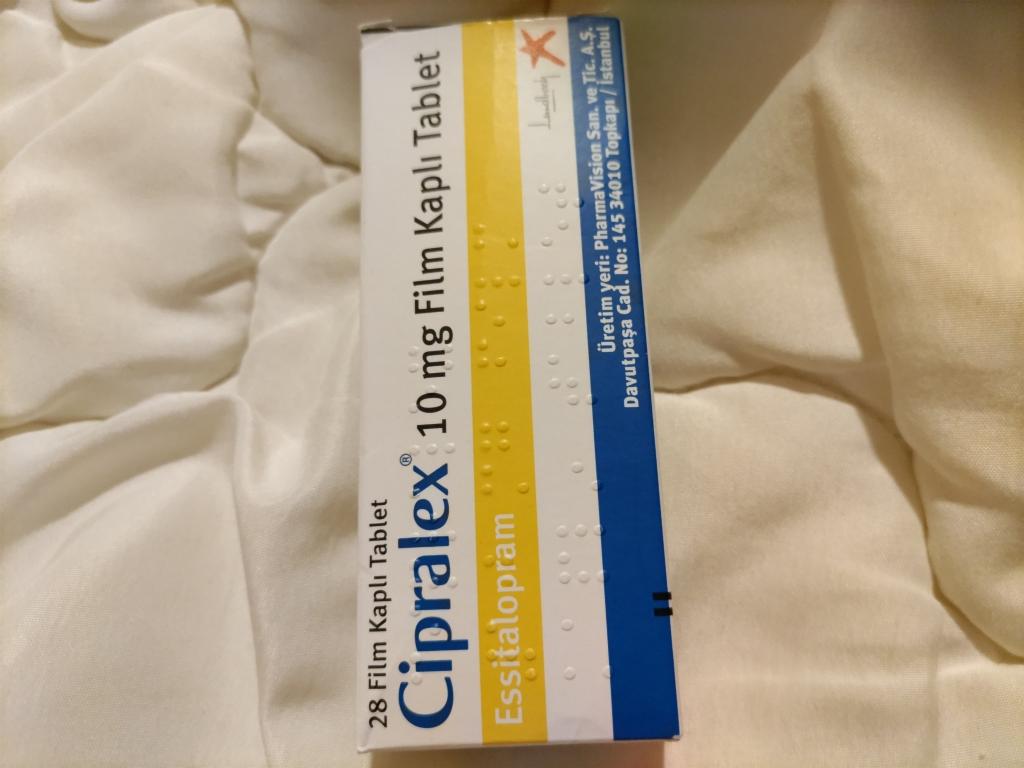 28 Film Kaplı Tablet
Cipralex® 10 mg Film Kaplı Tablet
Essitalopram
Üretim yeri: PharmaVision San. ve Tic. A.Ş.
Davutpaşa Cad. No: 145 34010 Topkapı / İstanbul